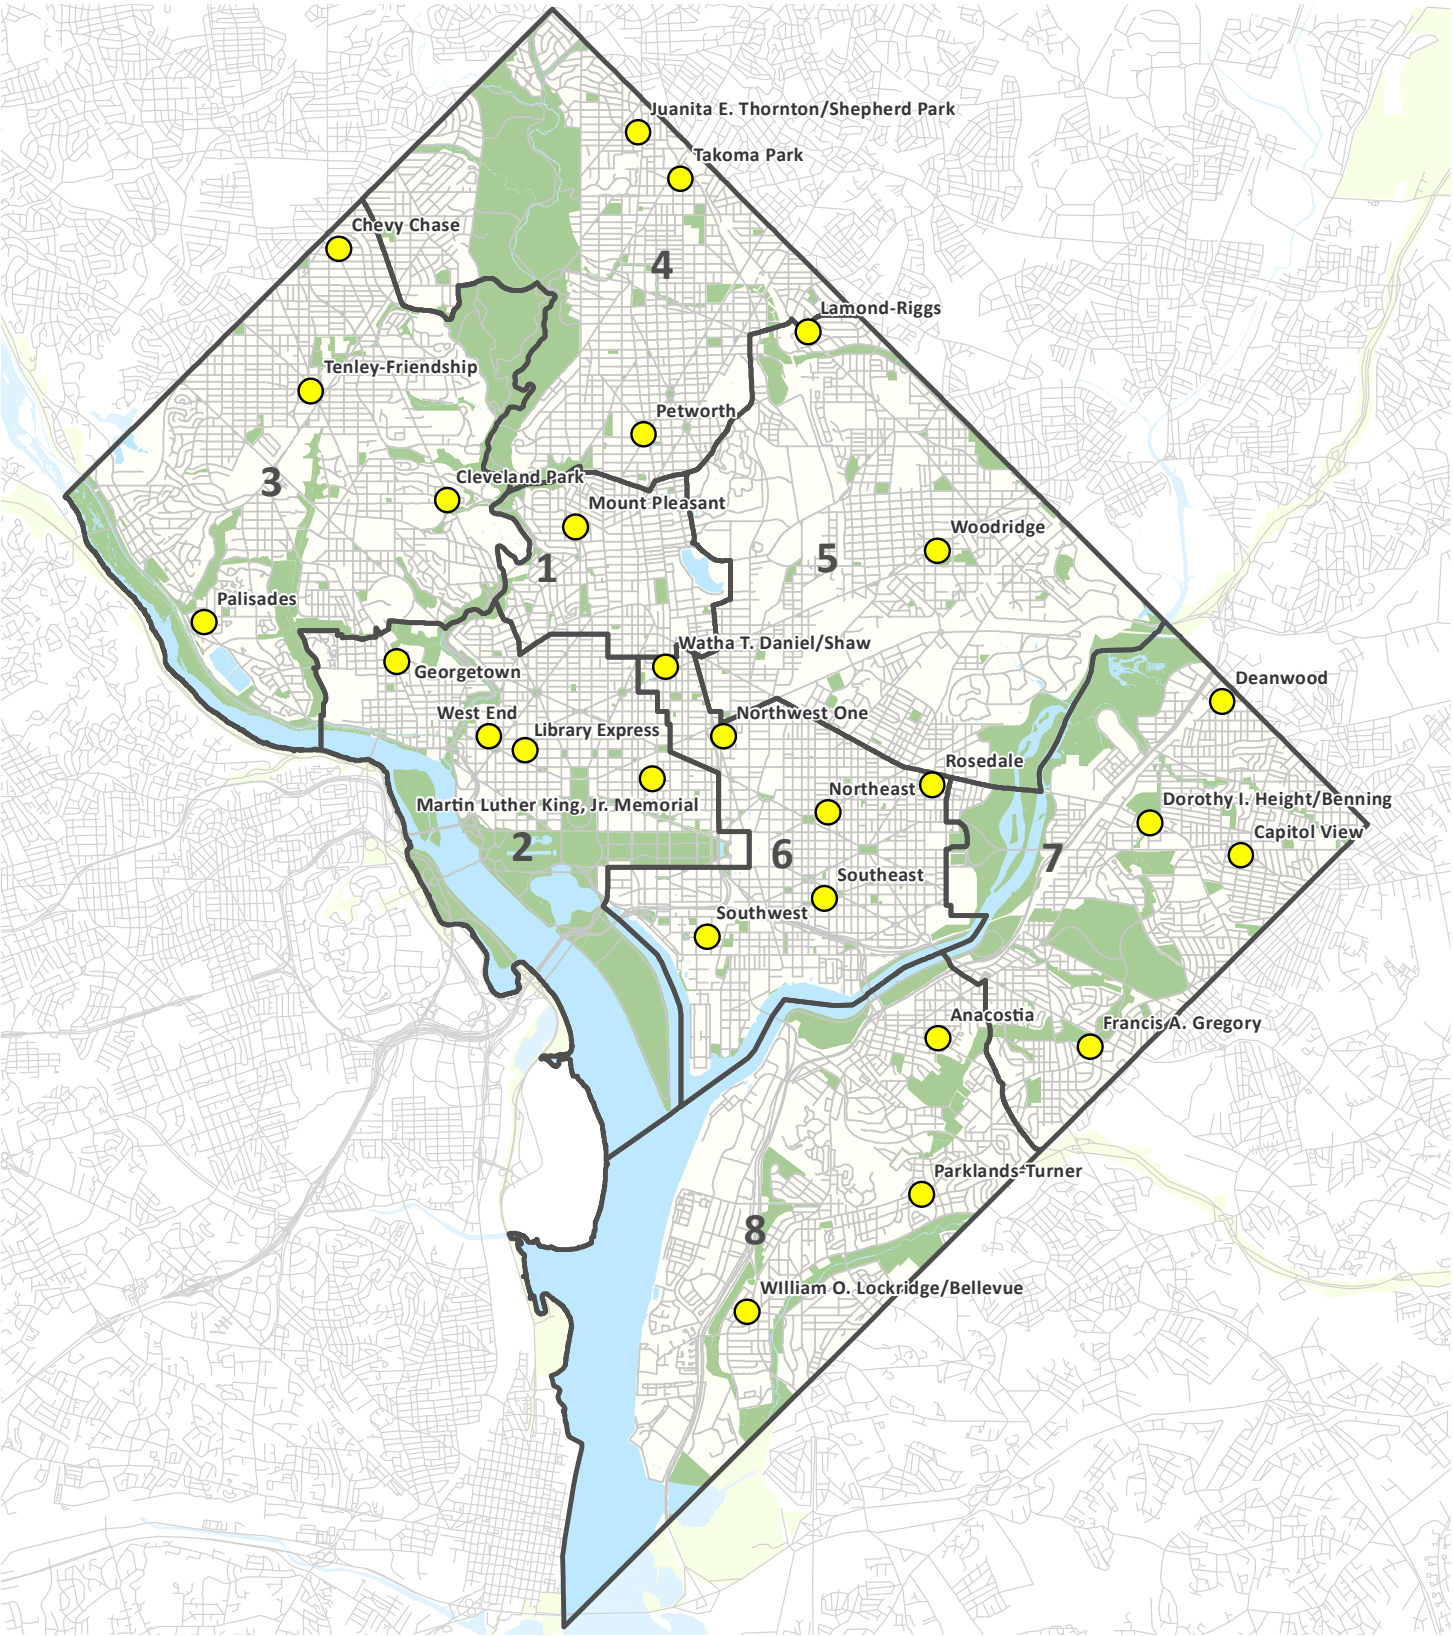 Juanita E. Thornton/Shepherd Park
Takoma Park
Chevy Chase
4
Lamond-Riggs
Tenley-Friendship
Petworth
3
Cleveland Park
Mount Pleasant
Woodridge
5
1
Palisades
Watha T. Daniel/Shaw
Georgetown
Deanwood
West End
Northwest One
Library Express
Rosedale
Northeast
Martin Luther King, Jr. Memorial
Dorothy I. Height/Benning
Capitol View
2
6
7
Southeast
Southwest
Anacostia
Francis A. Gregory
Parklands-Turner
8
WIlliam O. Lockridge/Bellevue